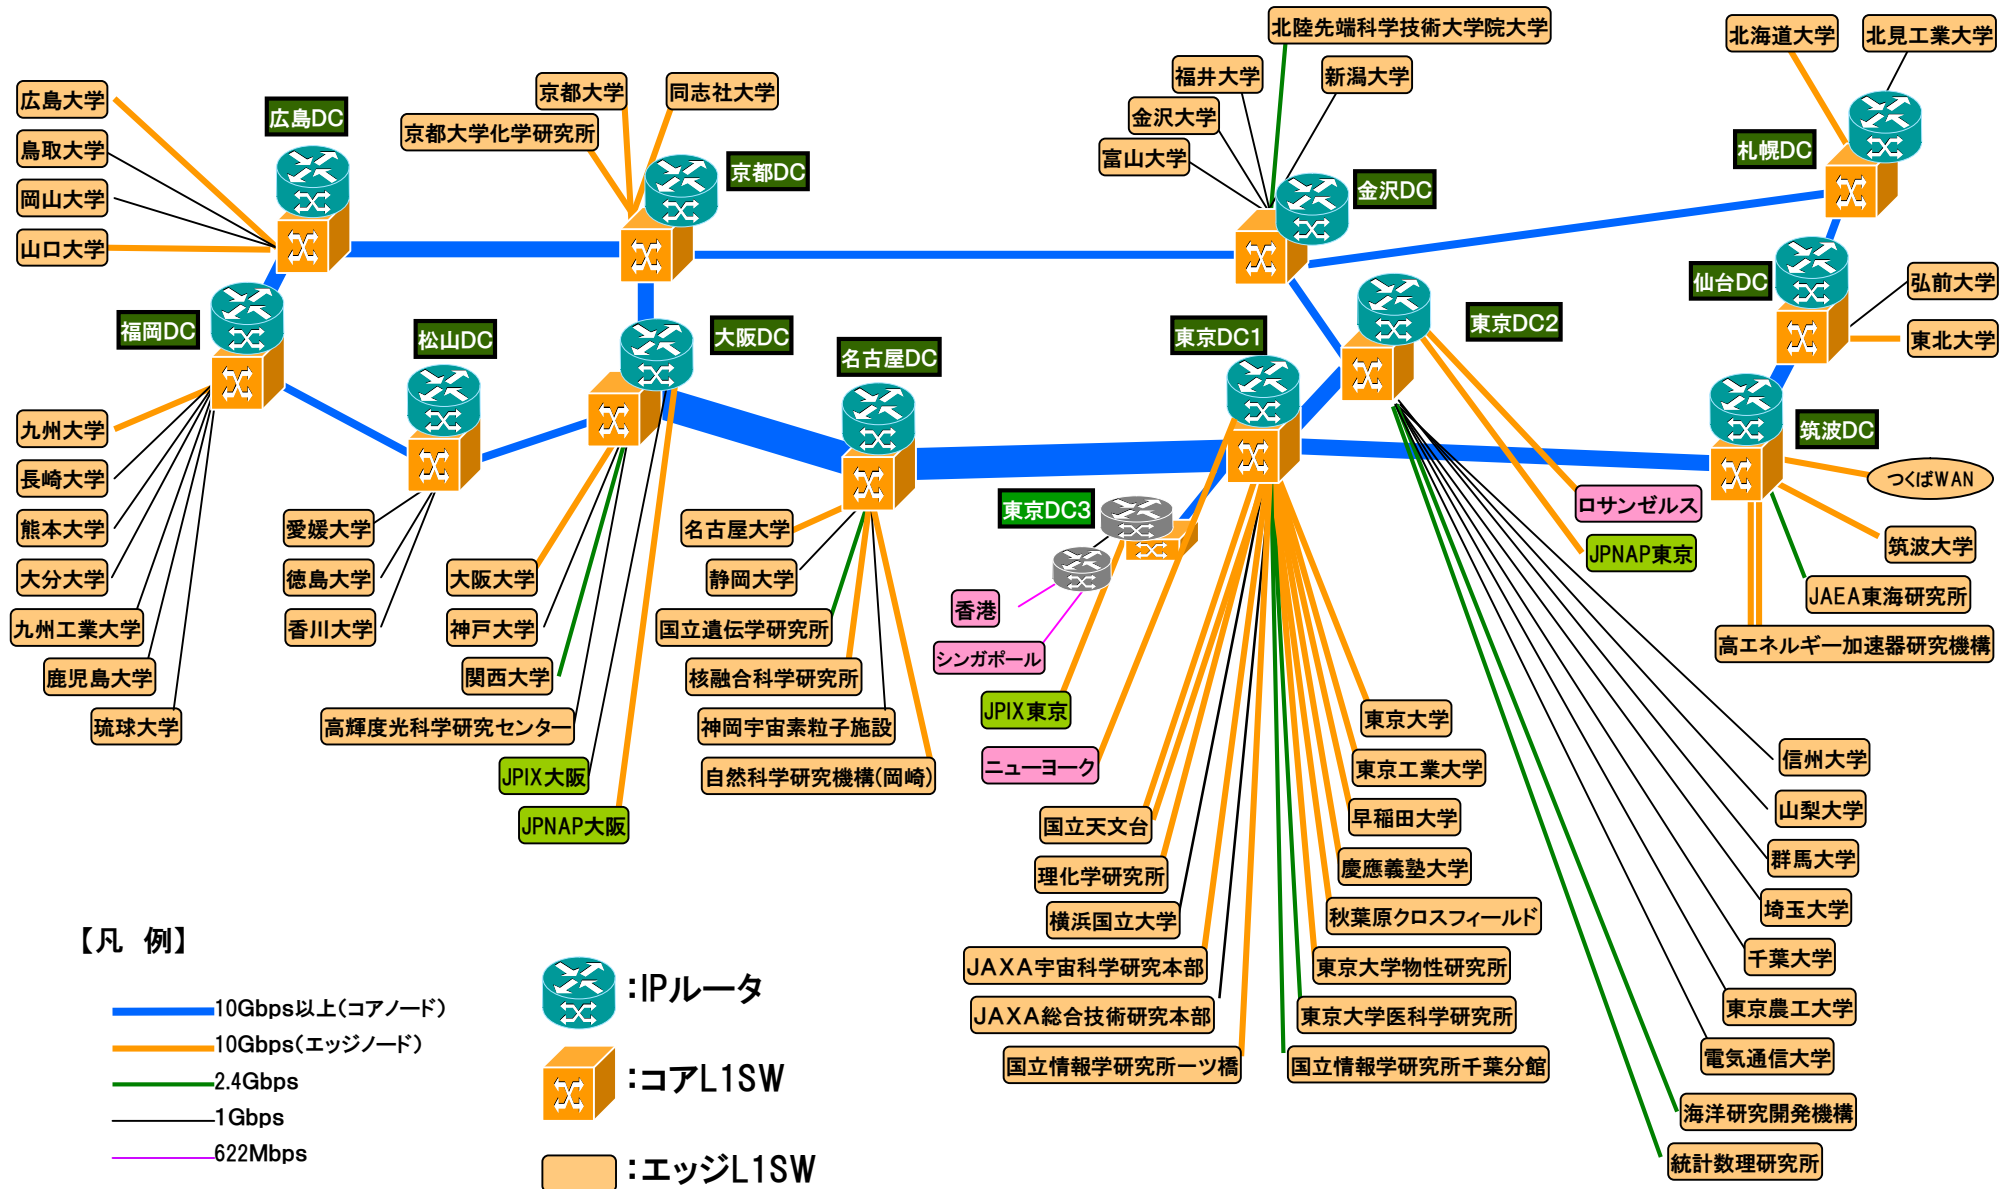 北陸先端科学技術大学院大学
北海道大学
北見工業大学
広島大学
広島DC
京都大学
同志社大学
福井大学
新潟大学
京都大学化学研究所
金沢大学
鳥取大学
富山大学
札幌DC
京都DC
金沢DC
岡山大学
山口大学
仙台DC
弘前大学
福岡DC
松山DC
大阪DC
名古屋DC
東京DC1
東京DC2
東北大学
九州大学
筑波DC
長崎大学
つくばWAN
熊本大学
愛媛大学
名古屋大学
東京DC3
ロサンゼルス
筑波大学
JPNAP東京
大分大学
徳島大学
大阪大学
静岡大学
香港
JAEA東海研究所
九州工業大学
香川大学
神戸大学
国立遺伝学研究所
シンガポール
高エネルギー加速器研究機構
鹿児島大学
関西大学
核融合科学研究所
JPIX東京
東京大学
琉球大学
高輝度光科学研究センター
神岡宇宙素粒子施設
ニューヨーク
東京工業大学
信州大学
JPIX大阪
自然科学研究機構(岡崎)
JPNAP大阪
国立天文台
早稲田大学
山梨大学
理化学研究所
慶應義塾大学
群馬大学
横浜国立大学
秋葉原クロスフィールド
埼玉大学
JAXA宇宙科学研究本部
東京大学物性研究所
千葉大学
JAXA総合技術研究本部
東京大学医科学研究所
東京農工大学
国立情報学研究所一ツ橋
国立情報学研究所千葉分館
電気通信大学
海洋研究開発機構
統計数理研究所
【凡 例】
10Gbps以上(コアノード)
10Gbps(エッジノード)
2.4Gbps
1Gbps
622Mbps
:IPルータ
:コアL1SW
:エッジL1SW